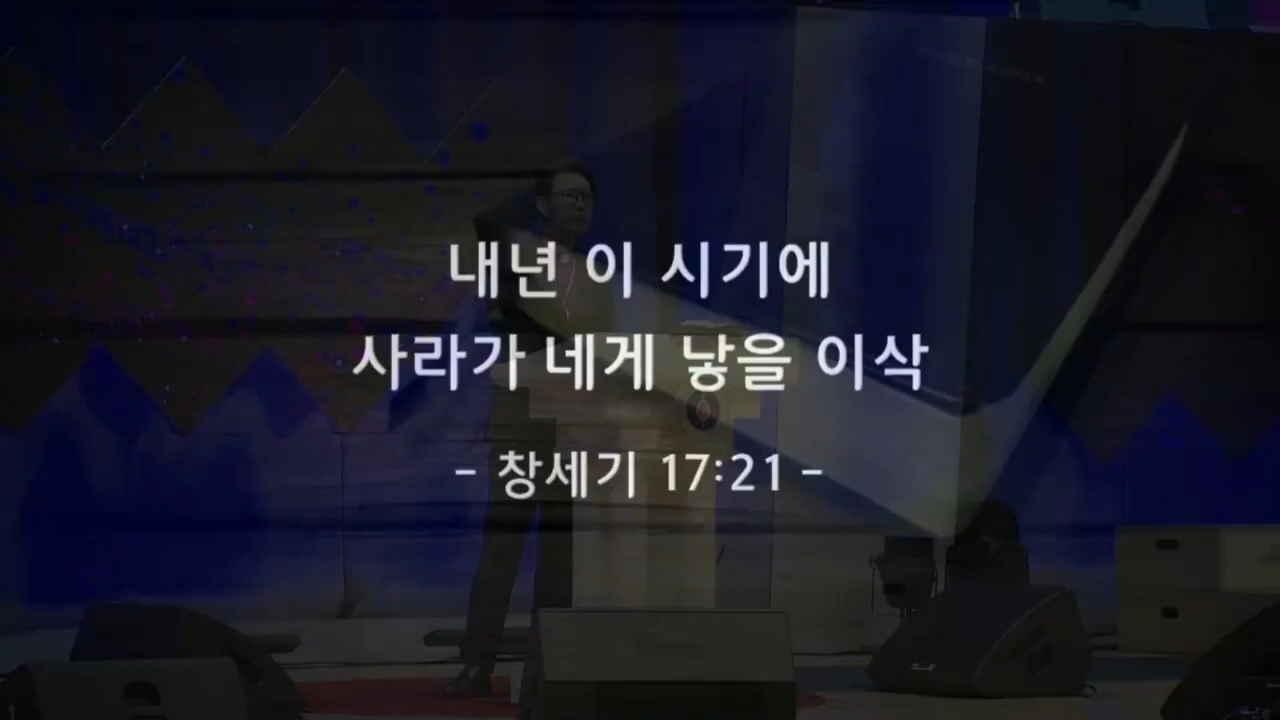 내년 이 시기에
사라가 네게 낳을 이삭
- 창세기 17:21 -